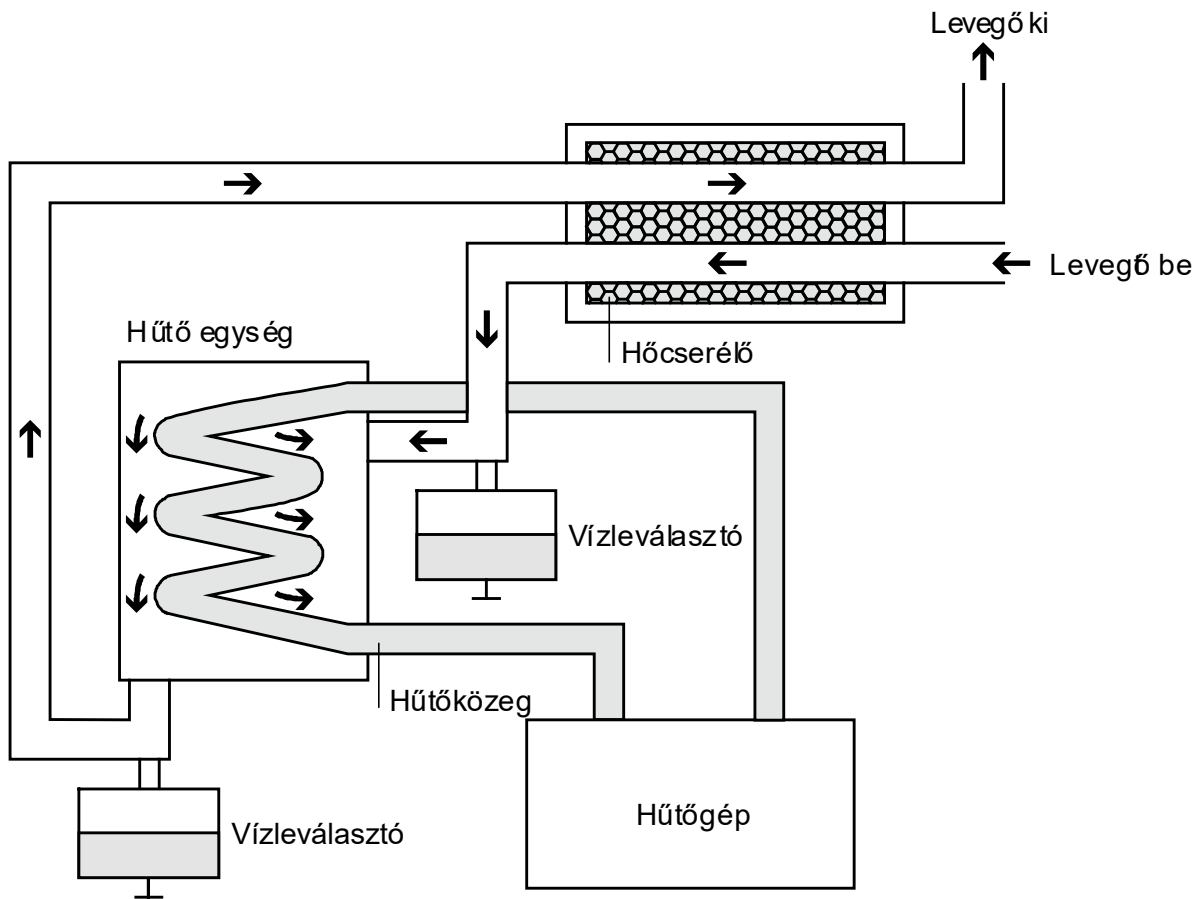 Levegő ki
Levegő be
Hűtő egység
Hőcserélő
Vízleválasztó
Hűtőközeg
Hűtőgép
Vízleválasztó